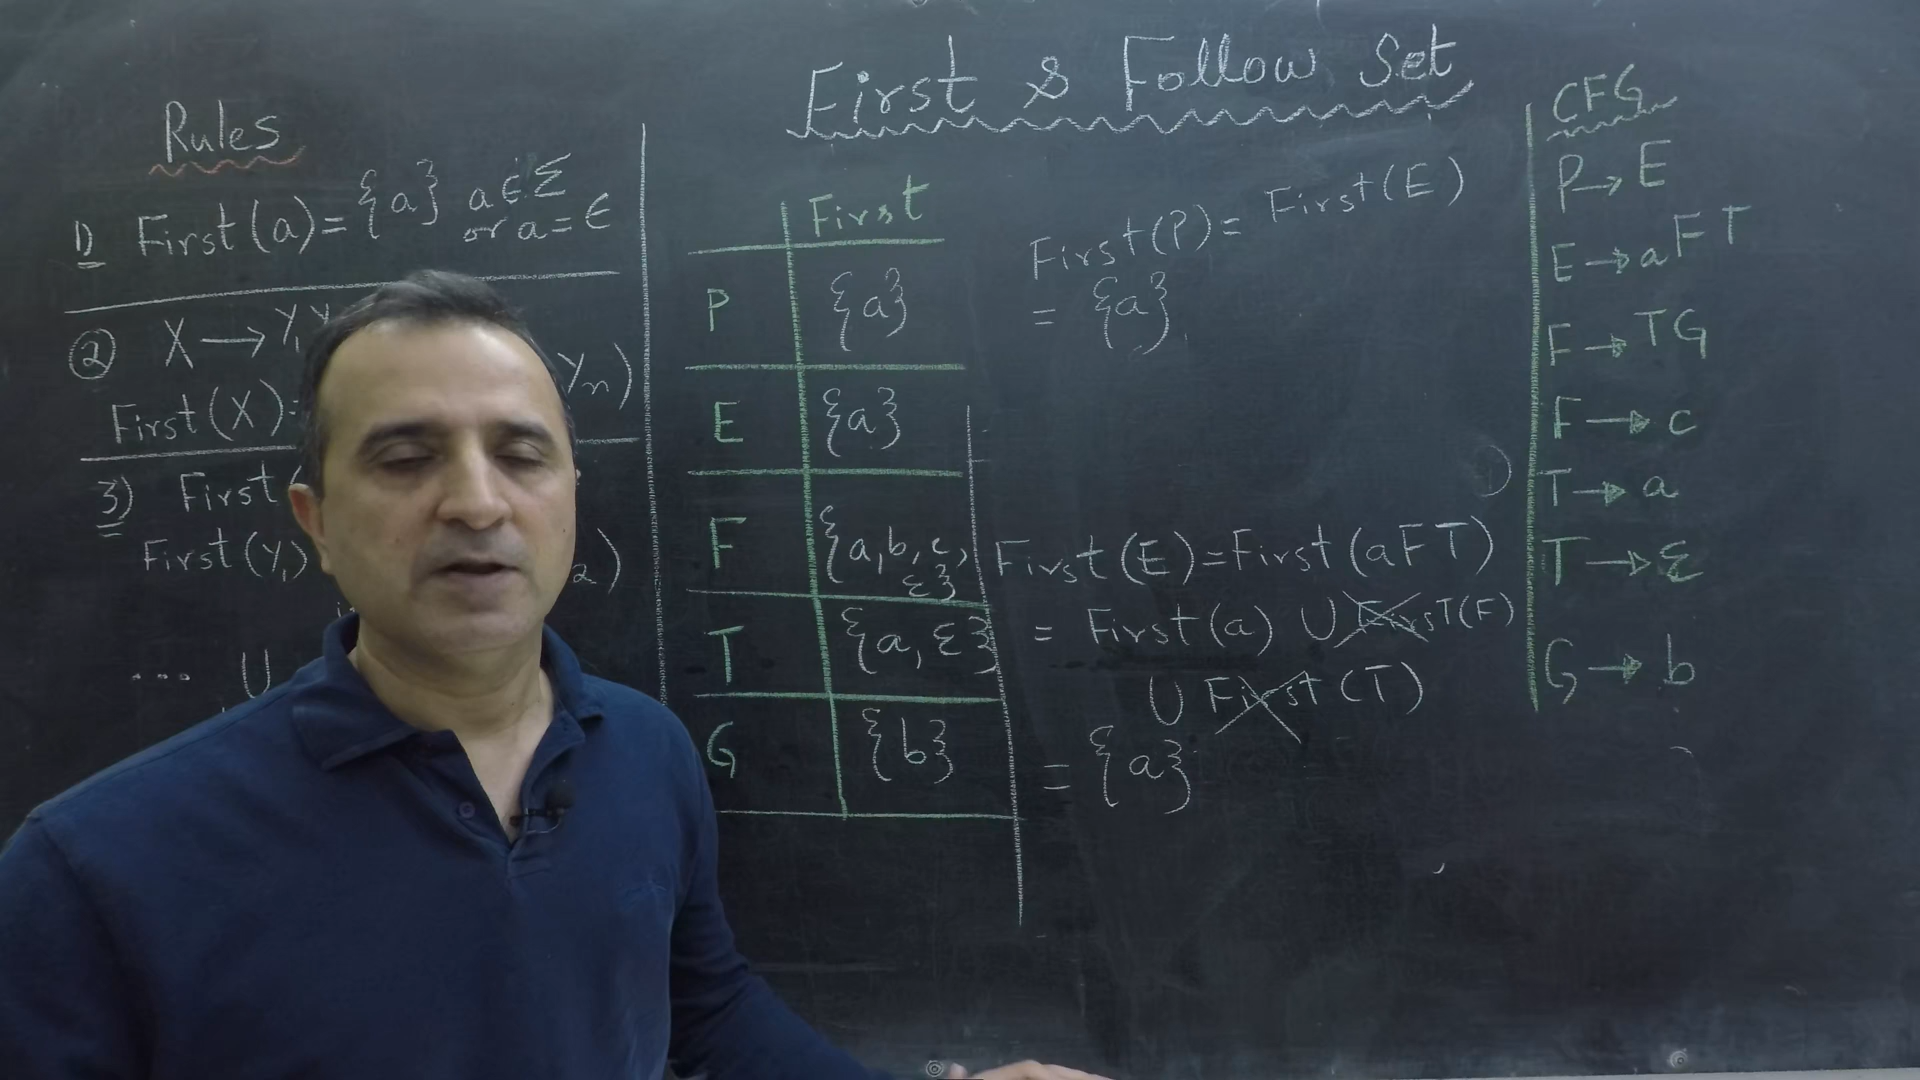 First & Follow Set
Rules
1) First(a) = {a} a∈Σ
or a = ∈
② X → Y₁
Yn)
First(X)
3) First(
First(Y₁)
2)
... U
First
P {a}
E {a}
F {a, b, c,
ε}
T {a, ε}
G {b}
First(P) = First(E)
= {a}
First(E) = First(aFT)
= First(a) U First(F)
U First(T)
= {a}
CFG
P → E
E → aFT
F → TG
F → c
T → a
T → ε
G → b